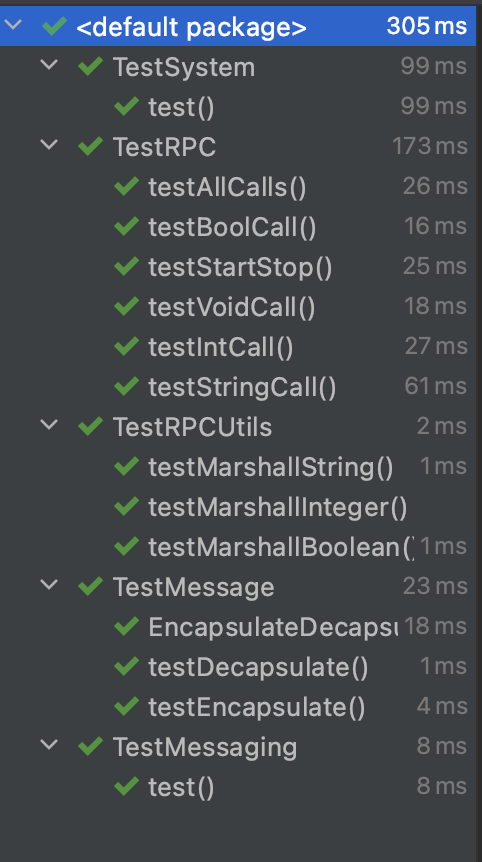 <default package> 305 ms
TestSystem 99 ms
test() 99 ms
TestRPC 173 ms
testAllCalls() 26 ms
testBoolCall() 16 ms
testStartStop() 25 ms
testVoidCall() 18 ms
testIntCall() 27 ms
testStringCall() 61 ms
TestRPCUtils 2 ms
testMarshallString() 1 ms
testMarshallInteger()
testMarshallBoolean( 1 ms
TestMessage 23 ms
EncapsulateDecapsu 18 ms
testDecapsulate() 1 ms
testEncapsulate() 4 ms
TestMessaging 8 ms
test() 8 ms